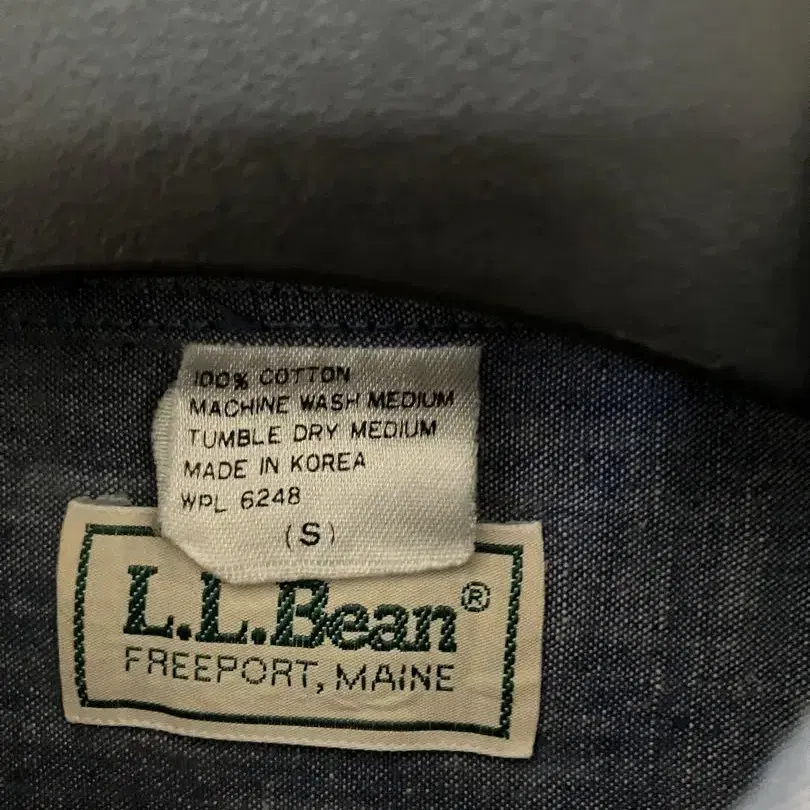 100% COTTON
MACHINE WASH MEDIUM
TUMBLE DRY MEDIUM
MADE IN KOREA
WPL 6248
(S)
L.L.Bean®
FREEPORT, MAINE